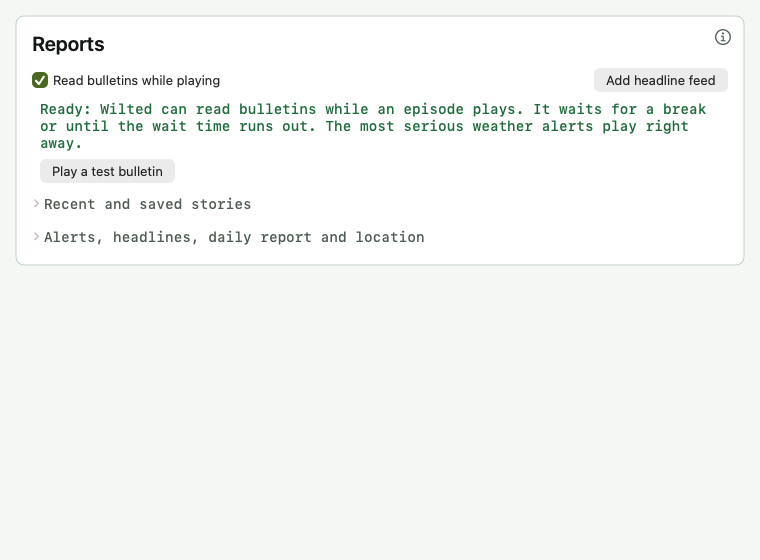 Reports
Read bulletins while playing
Add headline feed
Ready: Wilted can read bulletins while an episode plays. It waits for a break
or until the wait time runs out. The most serious weather alerts play right
away.
Play a test bulletin
Recent and saved stories
Alerts, headlines, daily report and location